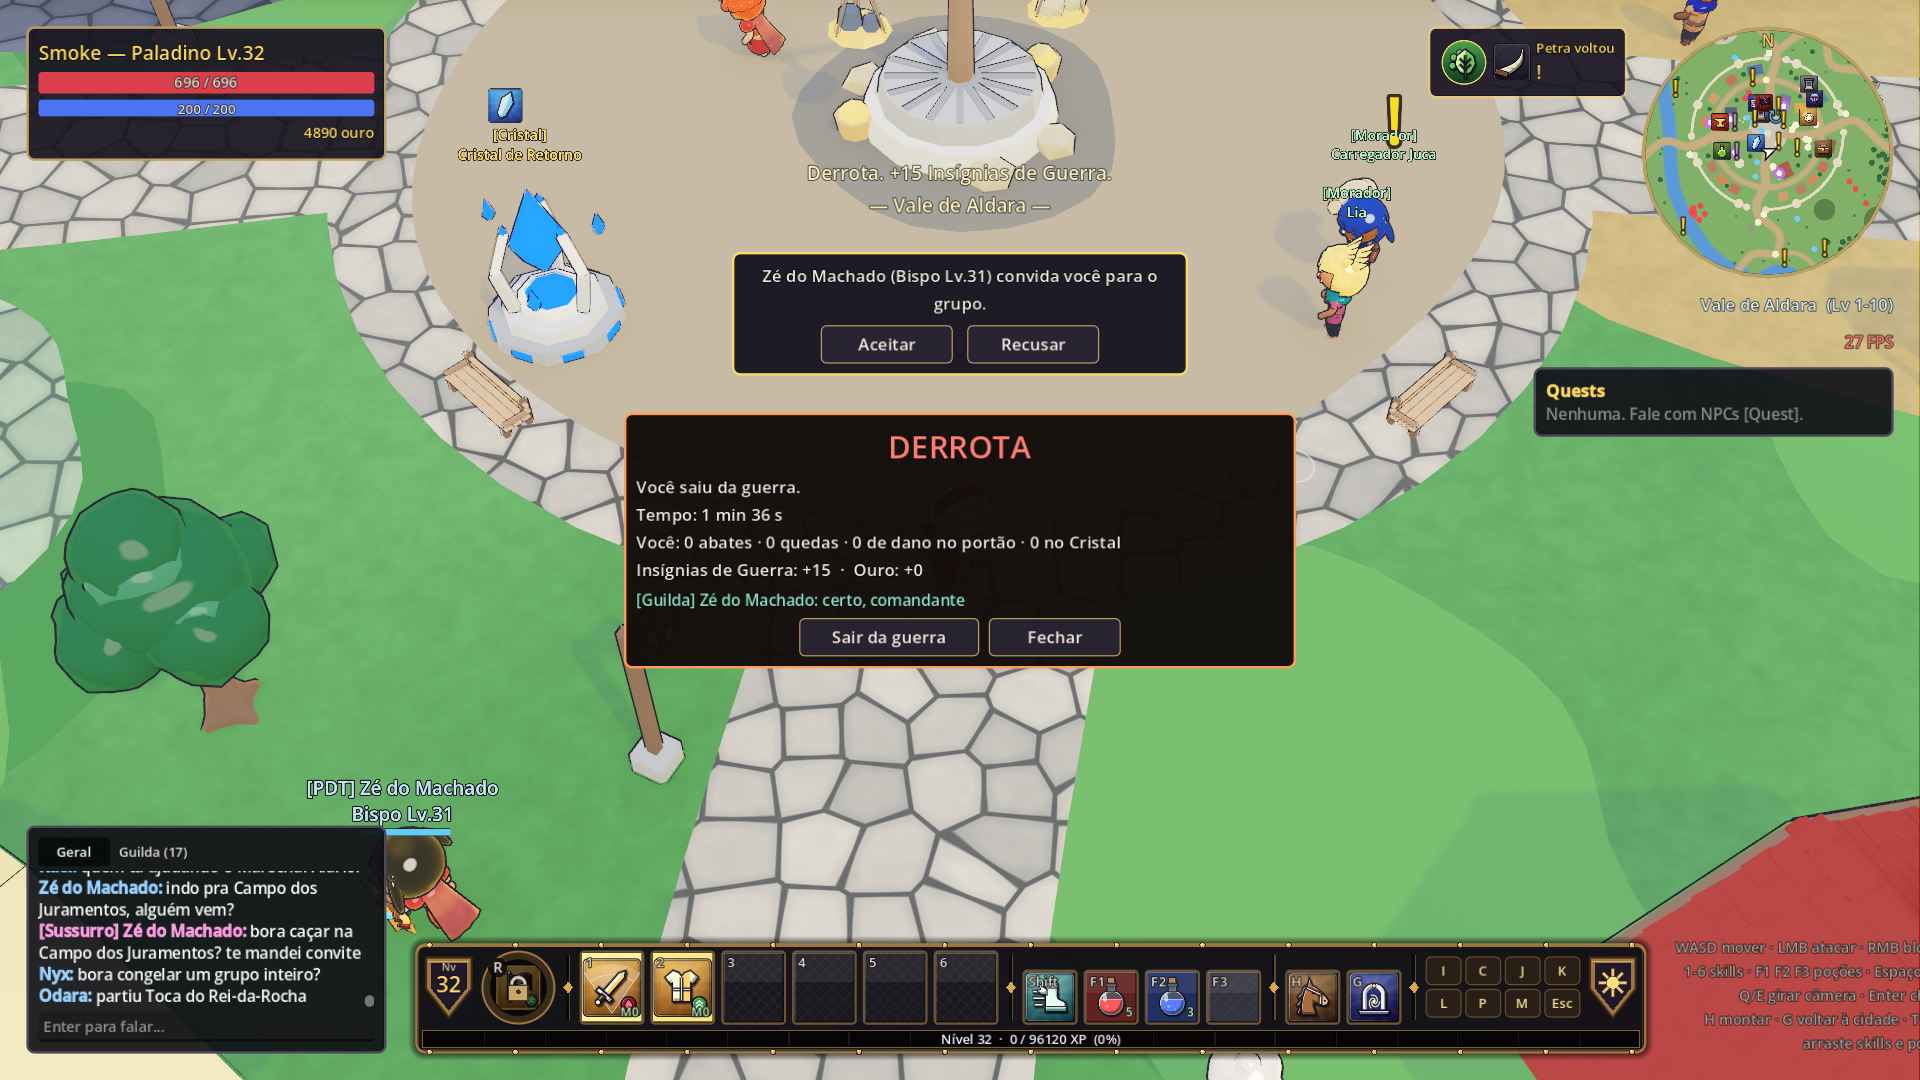 Smoke — Paladino Lv.32
696 / 696
200 / 200
4890 ouro
[Cristal]
Cristal de Retorno
Derrota. +15 Insígnias de Guerra.
— Vale de Aldara —
[Morador]
Carregador Juca
[Morador]
Lia
Petra voltou
!
N
Vale de Aldara (Lv 1-10)
27 FPS
Quests
Nenhuma. Fale com NPCs [Quest].
Zé do Machado (Bispo Lv.31) convida você para o
grupo.
Aceitar
Recusar
DERROTA
Você saiu da guerra.
Tempo: 1 min 36 s
Você: 0 abates · 0 quedas · 0 de dano no portão · 0 no Cristal
Insígnias de Guerra: +15 · Ouro: +0
[Guilda] Zé do Machado: certo, comandante
Sair da guerra
Fechar
[PDT] Zé do Machado
Bispo Lv.31
Geral
Guilda (17)
Zé do Machado: indo pra Campo dos
Juramentos, alguém vem?
[Sussurro] Zé do Machado: bora caçar na
Campo dos Juramentos? te mandei convite
Nyx: bora congelar um grupo inteiro?
Odara: partiu Toca do Rei-da-Rocha
Enter para falar...
Nv
32
R
1
M0
2
M0
3
4
5
6
Shift
F1
5
F2
3
F3
H
G
I
C
J
K
L
P
M
Esc
Nível 32 · 0 / 96120 XP (0%)
WASD mover · LMB atacar · RMB
1-6 skills · F1 F2 F3 poções ·
Q/E girar câmera · Enter
H montar · G voltar à cidade ·
arraste skills e